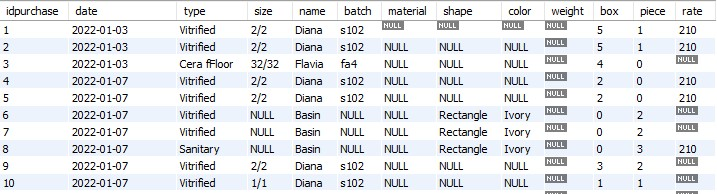 idpurchase date type size name batch material shape color weight box piece rate
1 2022-01-03 Vitrified 2/2 Diana s102 NULL NULL NULL NULL 5 1 210
2 2022-01-03 Vitrified 2/2 Diana s102 NULL NULL NULL NULL 5 1 210
3 2022-01-03 Cera fFloor 32/32 Flavia fa4 NULL NULL NULL NULL 4 0 NULL
4 2022-01-07 Vitrified 2/2 Diana s102 NULL NULL NULL NULL 2 0 210
5 2022-01-07 Vitrified 2/2 Diana s102 NULL NULL NULL NULL 2 0 210
6 2022-01-07 Vitrified NULL Basin NULL NULL Rectangle Ivory NULL 0 2 NULL
7 2022-01-07 Vitrified NULL Basin NULL NULL Rectangle Ivory NULL 0 2 NULL
8 2022-01-07 Sanitary NULL Basin NULL NULL Rectangle Ivory NULL 0 3 210
9 2022-01-07 Vitrified 2/2 Diana s102 NULL NULL NULL NULL 3 2 NULL
10 2022-01-07 Vitrified 1/1 Diana s102 NULL NULL NULL NULL 1 1 NULL